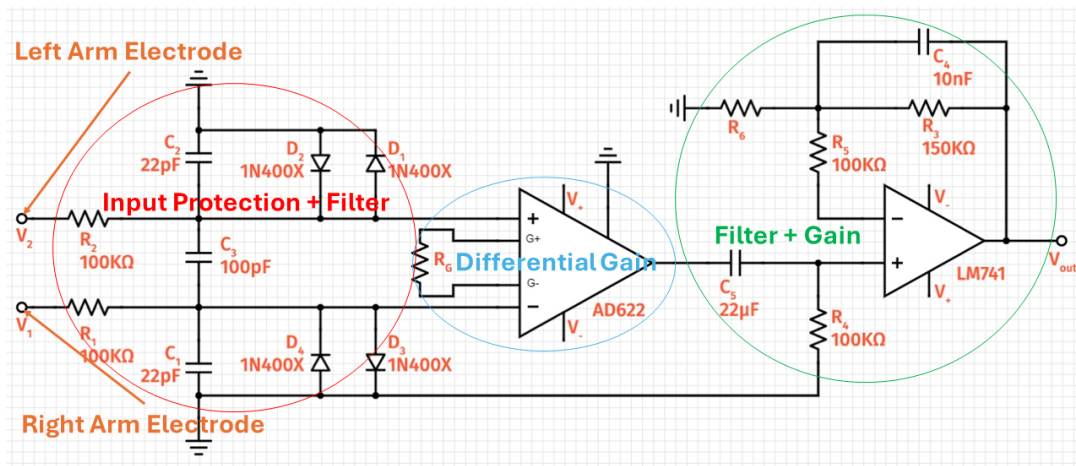 Left Arm Electrode
C4
10nF
R6
R3
150KΩ
C2
22pF
D2
1N400X
D1
1N400X
R5
100KΩ
Input Protection + Filter
V+
V-
+
−
G+
V2
R2
100KΩ
C3
100pF
RG
Differential Gain
Filter + Gain
G-
+
LM741
Vout
V1
−
AD622
C5
22µF
V+
R1
100KΩ
C1
22pF
D4
1N400X
D3
1N400X
V-
R4
100KΩ
Right Arm Electrode